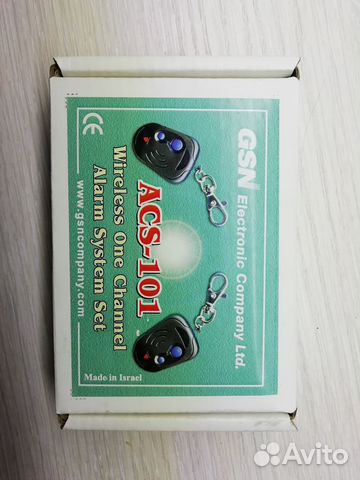 GSN Electronic Company Ltd.
ACS-101
Wireless One Channel
Alarm System Set
www.gsncompany.com
CE
Made in Israel
Avito